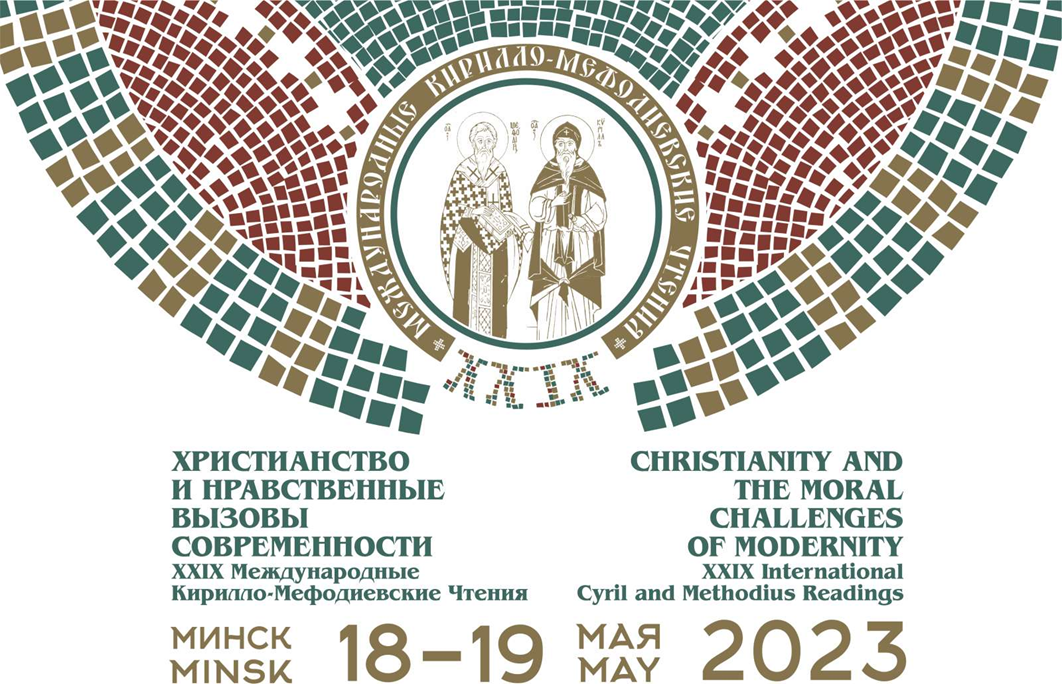 МЕЖДУНАРОДНЫЕ КИРИЛЛО-МЕФОДИЕВСКИЕ ЧТЕНИЯ
XXIX
ХРИСТИАНСТВО
И НРАВСТВЕННЫЕ
ВЫЗОВЫ
СОВРЕМЕННОСТИ
XXIX Международные
Кирилло-Мефодиевские Чтения
CHRISTIANITY AND
THE MORAL
CHALLENGES
OF MODERNITY
XXIX International
Cyril and Methodius Readings
МИНСК
MINSK
18–19
МАЯ
MAY
2023